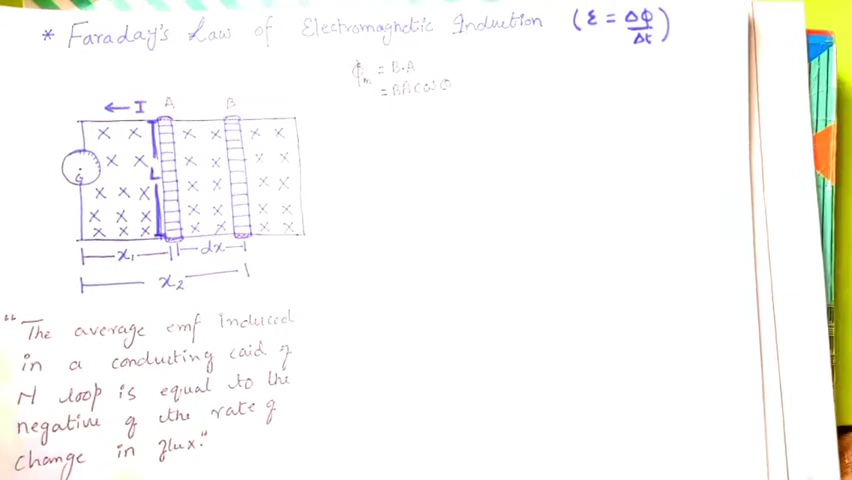 * Faraday's Law of Electromagnetic Induction (ε = ΔΦ/Δt)
Φm = B.A
= BA cos θ
← I A B
G
L
x₁ dx
x₂
"The average emf induced
in a conducting coid of
N loop is equal to the
negative of the rate of
change in flux."